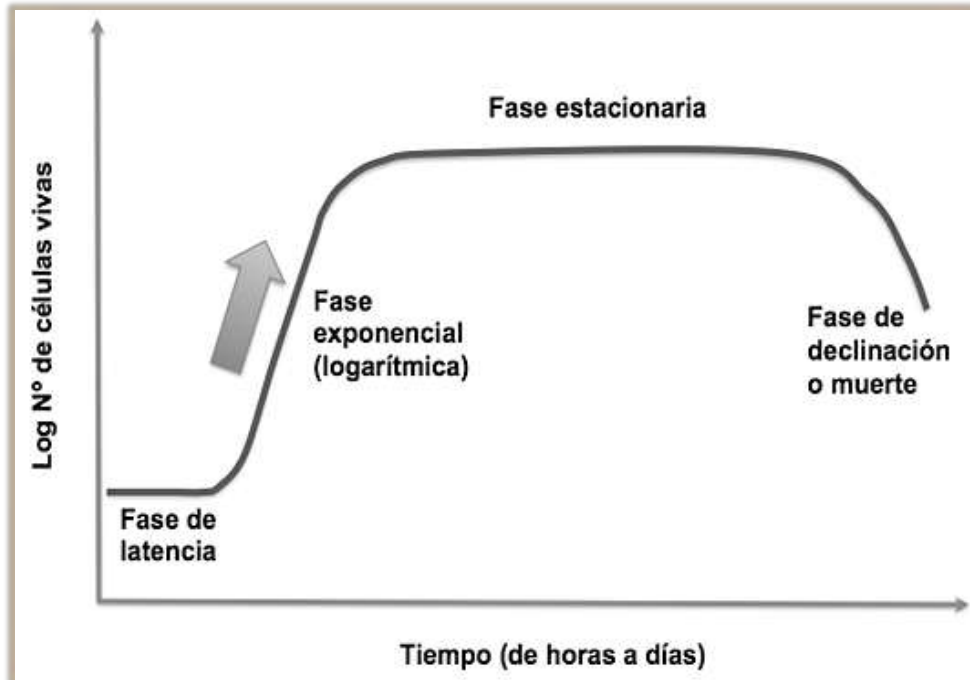 Fase estacionaria
Log Nº de células vivas
Fase
exponencial
(logarítmica)
Fase de
declinación
o muerte
Fase de
latencia
Tiempo (de horas a días)